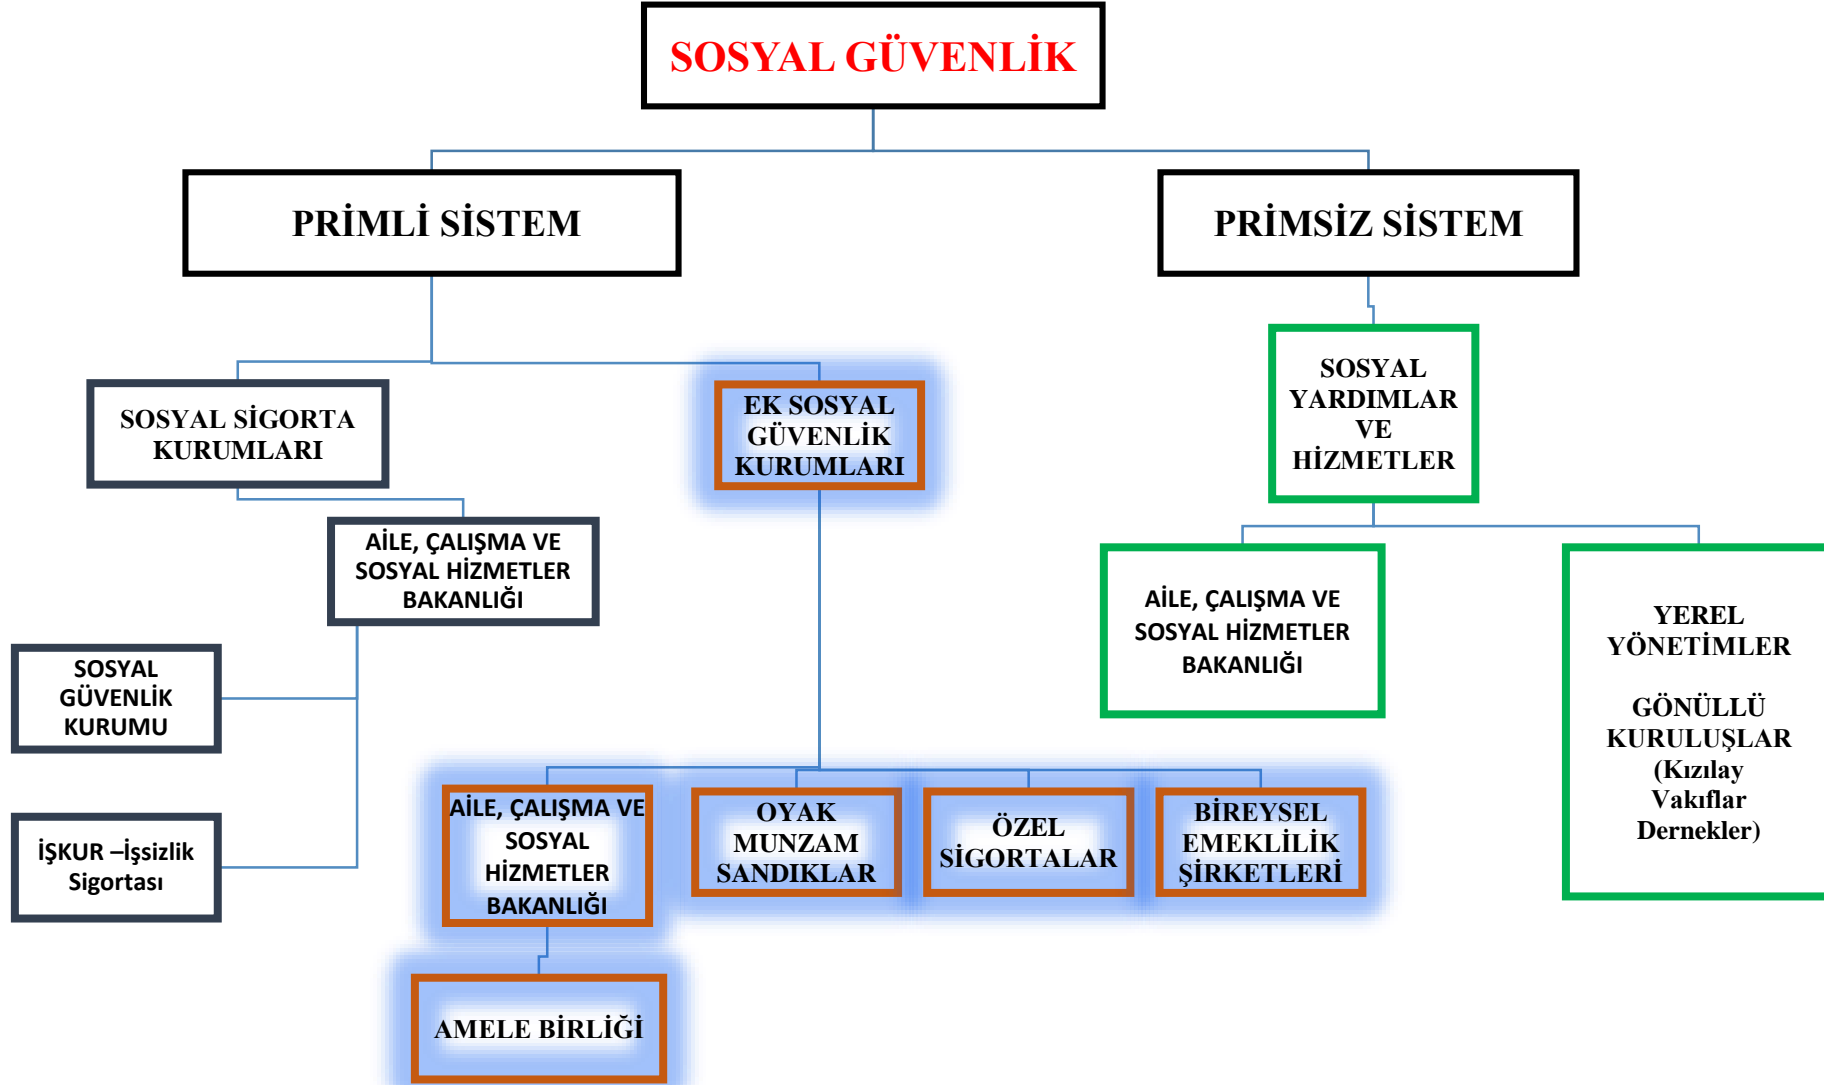 SOSYAL GÜVENLİK
PRİMLİ SİSTEM
PRİMSİZ SİSTEM
SOSYAL SİGORTA
KURUMLARI
EK SOSYAL
GÜVENLİK
KURUMLARI
SOSYAL
YARDIMLAR
VE
HİZMETLER
AİLE, ÇALIŞMA VE
SOSYAL HİZMETLER
BAKANLIĞI
AİLE, ÇALIŞMA VE
SOSYAL HİZMETLER
BAKANLIĞI
YEREL
YÖNETİMLER
GÖNÜLLÜ
KURULUŞLAR
(Kızılay
Vakıflar
Dernekler)
SOSYAL
GÜVENLİK
KURUMU
İŞKUR –İşsizlik
Sigortası
AİLE, ÇALIŞMA VE
SOSYAL
HİZMETLER
BAKANLIĞI
OYAK
MUNZAM
SANDIKLAR
ÖZEL
SİGORTALAR
BİREYSEL
EMEKLİLİK
ŞİRKETLERİ
AMELE BİRLİĞİ